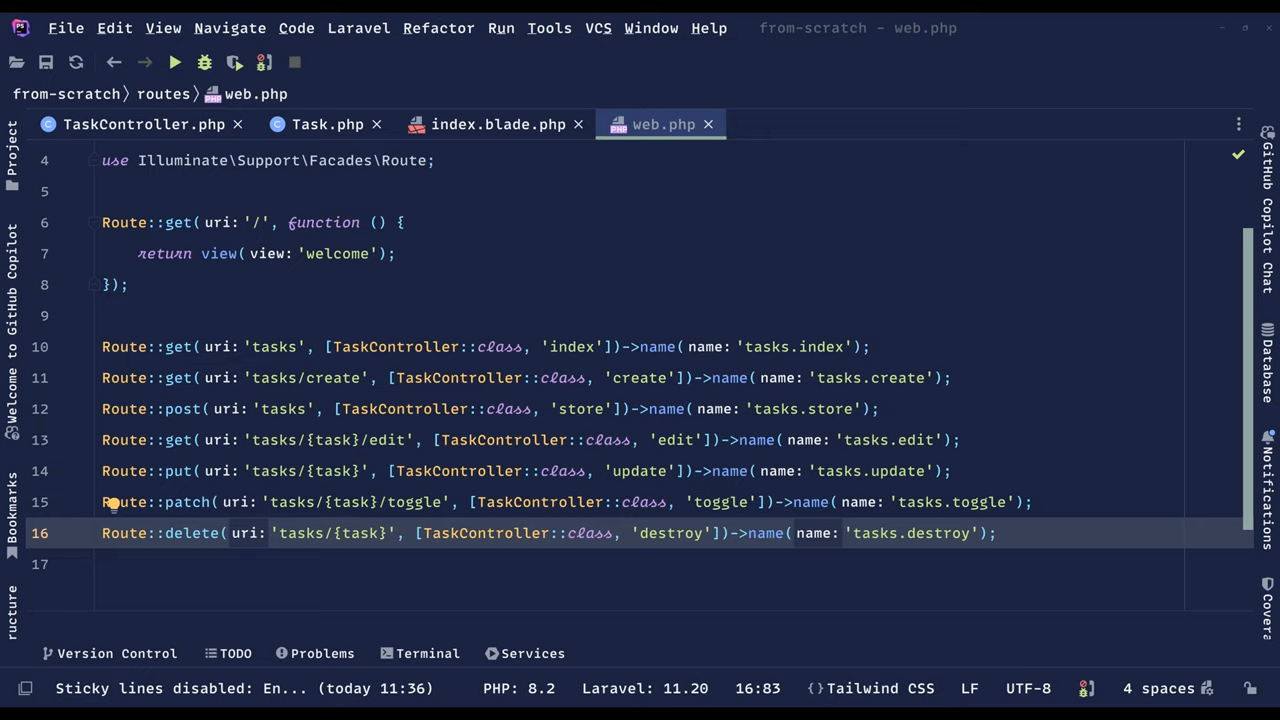 PS File Edit View Navigate Code Laravel Refactor Run Tools VCS Window Help from-scratch - web.php
from-scratch routes web.php
TaskController.php Task.php index.blade.php web.php
4 use Illuminate\Support\Facades\Route;
5
6 Route::get( uri: '/', function () {
7 return view( view: 'welcome');
8 });
9
10 Route::get( uri: 'tasks', [TaskController::class, 'index'])->name( name: 'tasks.index');
11 Route::get( uri: 'tasks/create', [TaskController::class, 'create'])->name( name: 'tasks.create');
12 Route::post( uri: 'tasks', [TaskController::class, 'store'])->name( name: 'tasks.store');
13 Route::get( uri: 'tasks/{task}/edit', [TaskController::class, 'edit'])->name( name: 'tasks.edit');
14 Route::put( uri: 'tasks/{task}', [TaskController::class, 'update'])->name( name: 'tasks.update');
15 Route::patch( uri: 'tasks/{task}/toggle', [TaskController::class, 'toggle'])->name( name: 'tasks.toggle');
16 Route::delete( uri: 'tasks/{task}', [TaskController::class, 'destroy'])->name( name: 'tasks.destroy');
17
Project
Welcome to GitHub Copilot
Bookmarks
ructure
GitHub Copilot Chat
Database
Notifications
Covera
Version Control TODO Problems Terminal Services
Sticky lines disabled: En... (today 11:36) PHP: 8.2 Laravel: 11.20 16:83 {} Tailwind CSS LF UTF-8 4 spaces